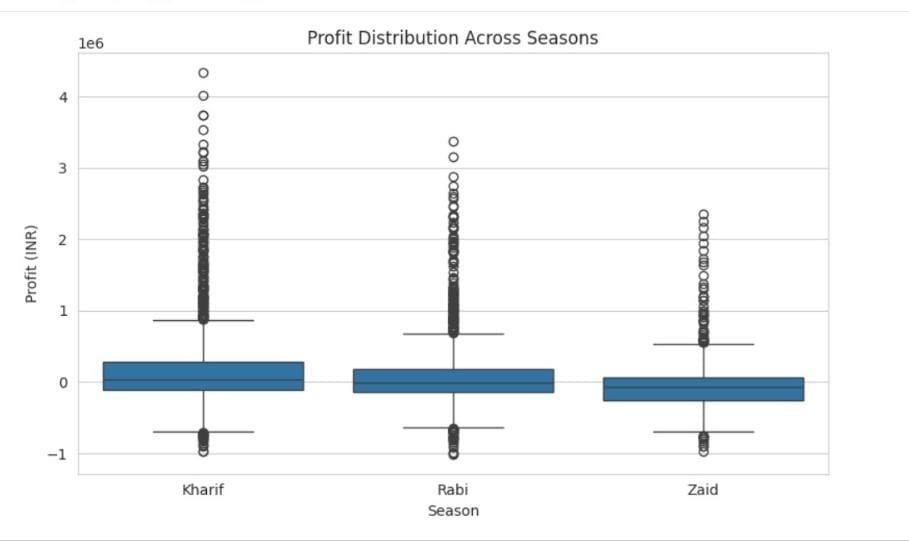 Profit Distribution Across Seasons
1e6
4
3
2
1
0
−1
Profit (INR)
Kharif Rabi Zaid
Season